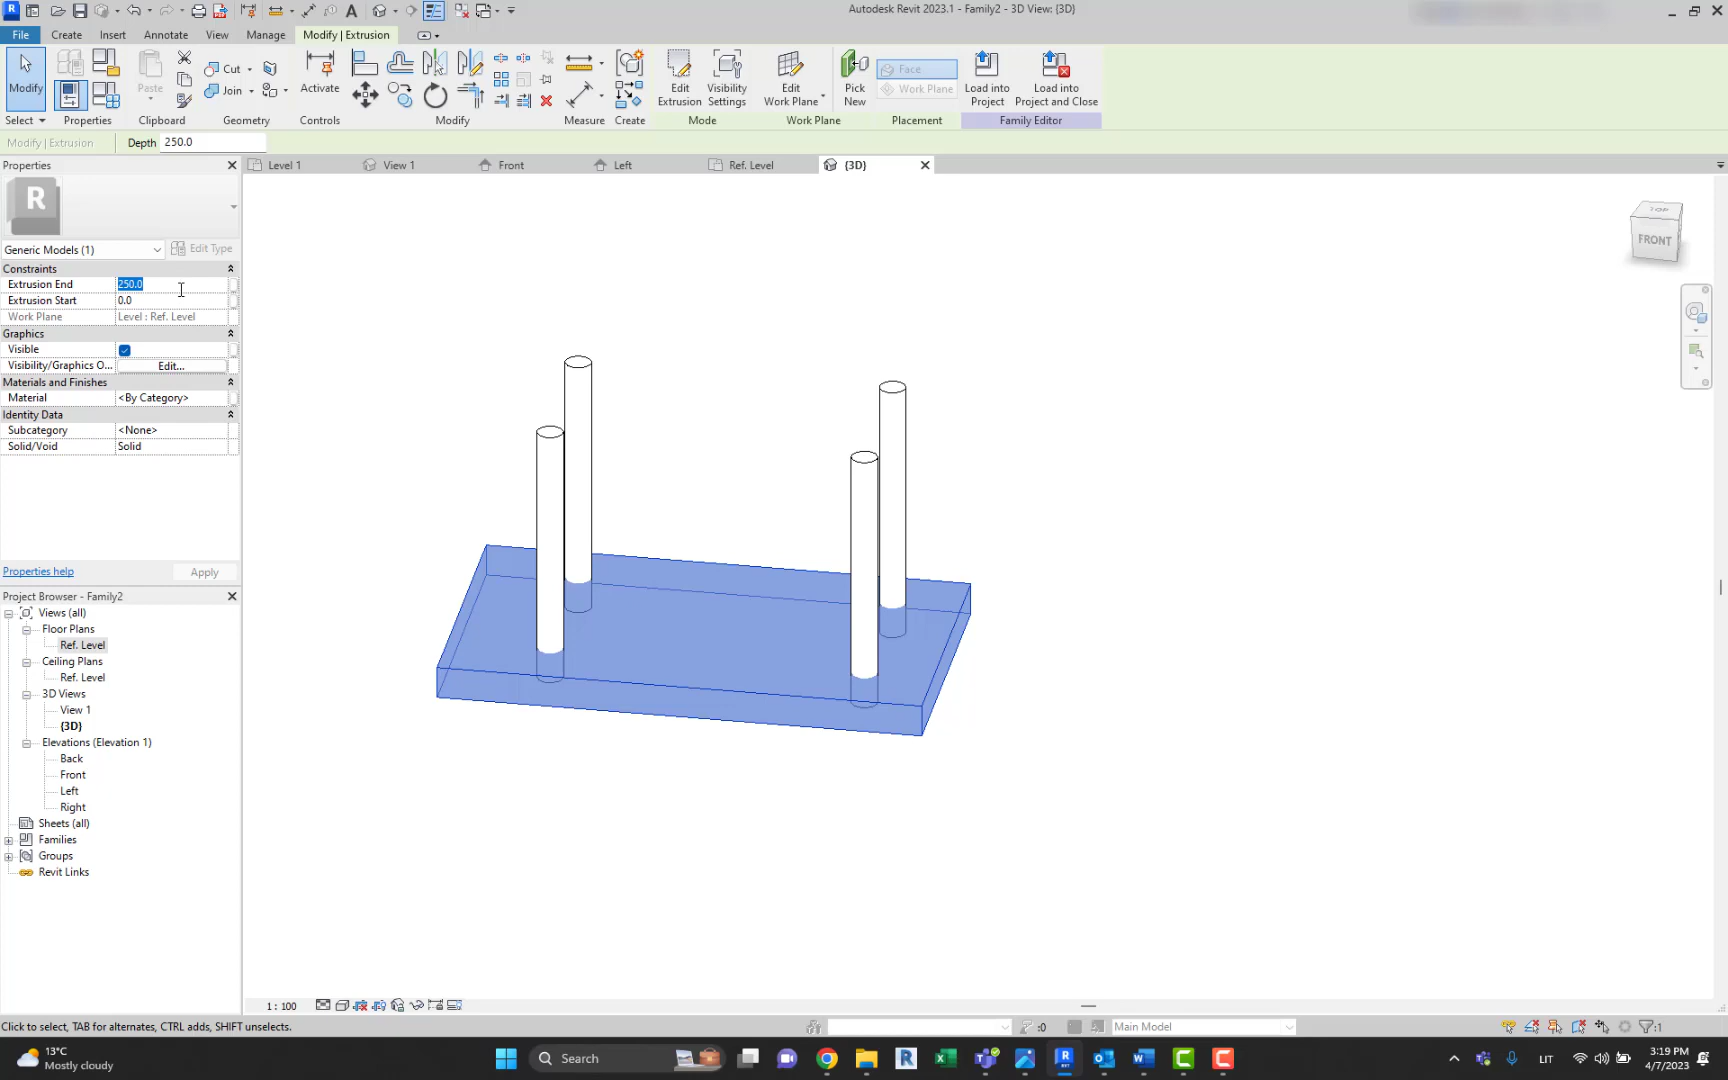 Autodesk Revit 2023.1 - Family2 - 3D View: {3D}
File Create Insert Annotate View Manage Modify | Extrusion
Modify Paste Cut Join Activate Edit Extrusion Visibility Settings Edit Work Plane Pick New Face Work Plane Load into Project Load into Project and Close
Select Properties Clipboard Geometry Controls Modify Measure Create Mode Work Plane Placement Family Editor
Modify | Extrusion Depth 250.0
Properties
Level 1 View 1 Front Left Ref. Level {3D}
R
Generic Models (1) Edit Type
Constraints
Extrusion End 250.0
Extrusion Start 0.0
Work Plane Level : Ref. Level
Graphics
Visible
Visibility/Graphics O... Edit...
Materials and Finishes
Material <By Category>
Identity Data
Subcategory <None>
Solid/Void Solid
Properties help Apply
TOP
FRONT
Project Browser - Family2
Views (all)
Floor Plans
Ref. Level
Ceiling Plans
Ref. Level
3D Views
View 1
{3D}
Elevations (Elevation 1)
Back
Front
Left
Right
Sheets (all)
Families
Groups
Revit Links
1 : 100
Click to select, TAB for alternates, CTRL adds, SHIFT unselects. :0 Main Model :1
13°C
Mostly cloudy
Search
LIT
3:19 PM
4/7/2023